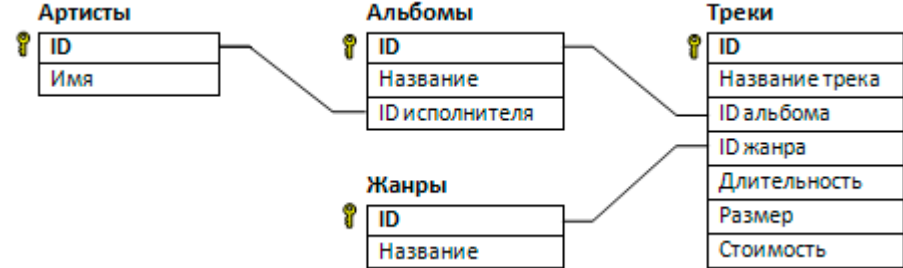 Артисты
ID
Имя
Альбомы
ID
Название
ID исполнителя
Жанры
ID
Название
Треки
ID
Название трека
ID альбома
ID жанра
Длительность
Размер
Стоимость